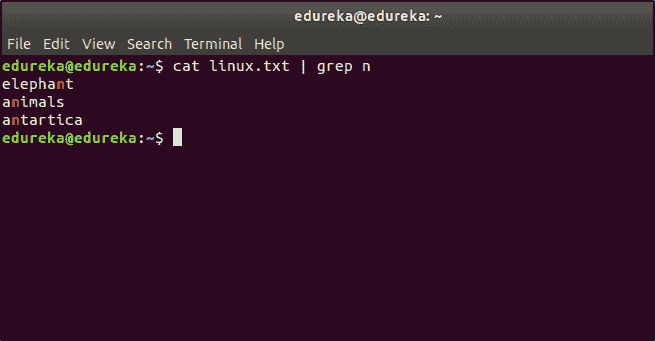 edureka@edureka: ~
File Edit View Search Terminal Help
edureka@edureka:~$ cat linux.txt | grep n
elephant
animals
antartica
edureka@edureka:~$